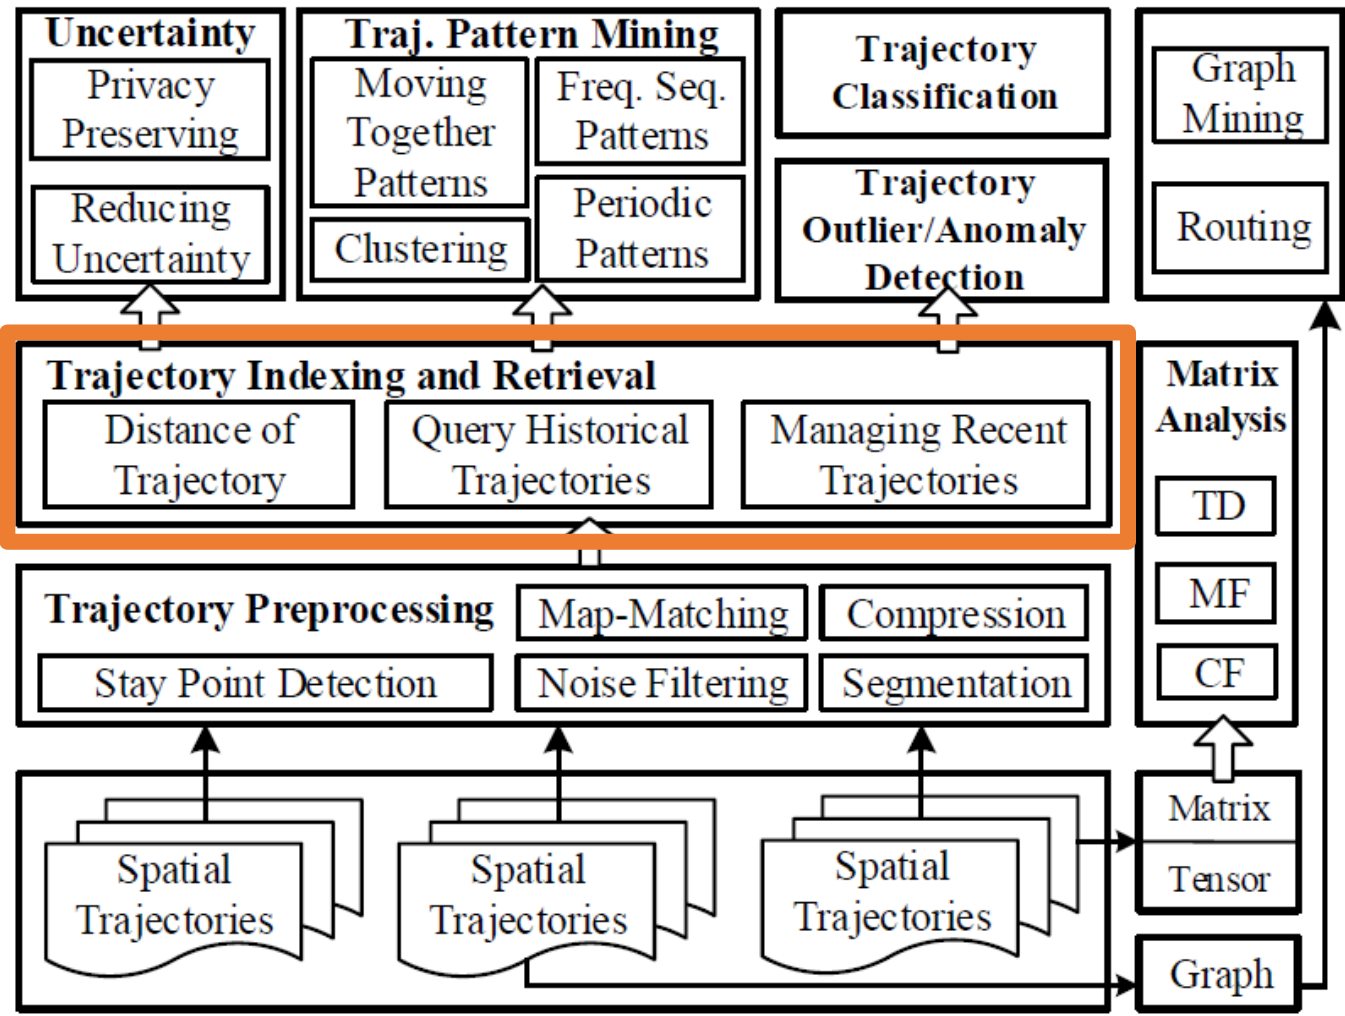 Uncertainty
Privacy
Preserving
Reducing
Uncertainty
Traj. Pattern Mining
Moving
Together
Patterns
Clustering
Freq. Seq.
Patterns
Periodic
Patterns
Trajectory
Classification
Trajectory
Outlier/Anomaly
Detection
Graph
Mining
Routing
Trajectory Indexing and Retrieval
Distance of
Trajectory
Query Historical
Trajectories
Managing Recent
Trajectories
Matrix
Analysis
TD
MF
CF
Trajectory Preprocessing
Map-Matching
Compression
Stay Point Detection
Noise Filtering
Segmentation
Spatial
Trajectories
Spatial
Trajectories
Spatial
Trajectories
Matrix
Tensor
Graph